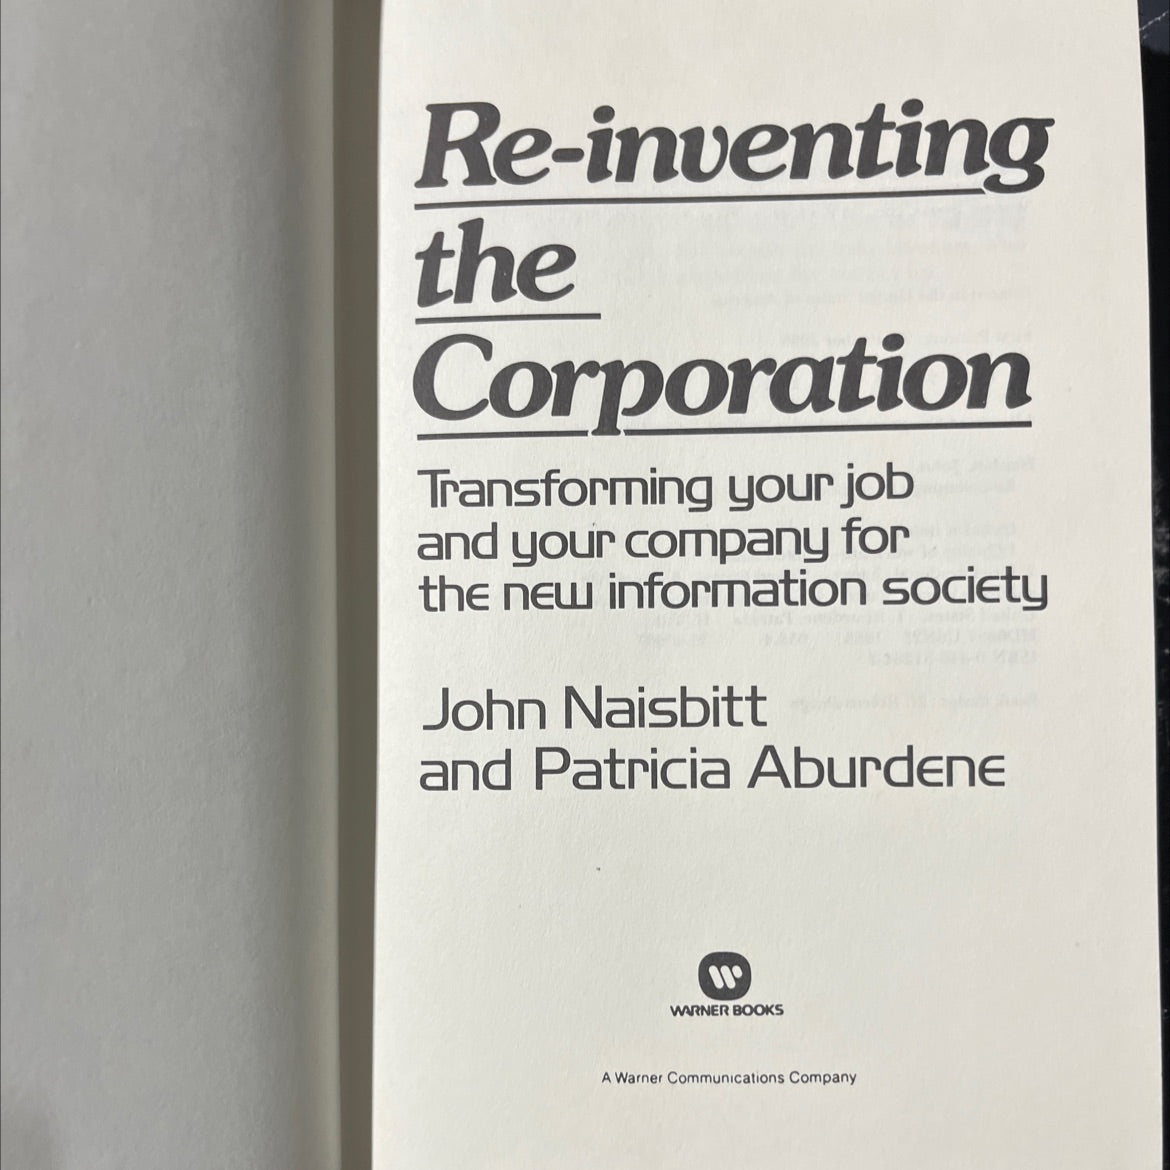 Re-inventing
the
Corporation
Transforming your job
and your company for
the new information society
John Naisbitt
and Patricia Aburdene
WARNER BOOKS
A Warner Communications Company